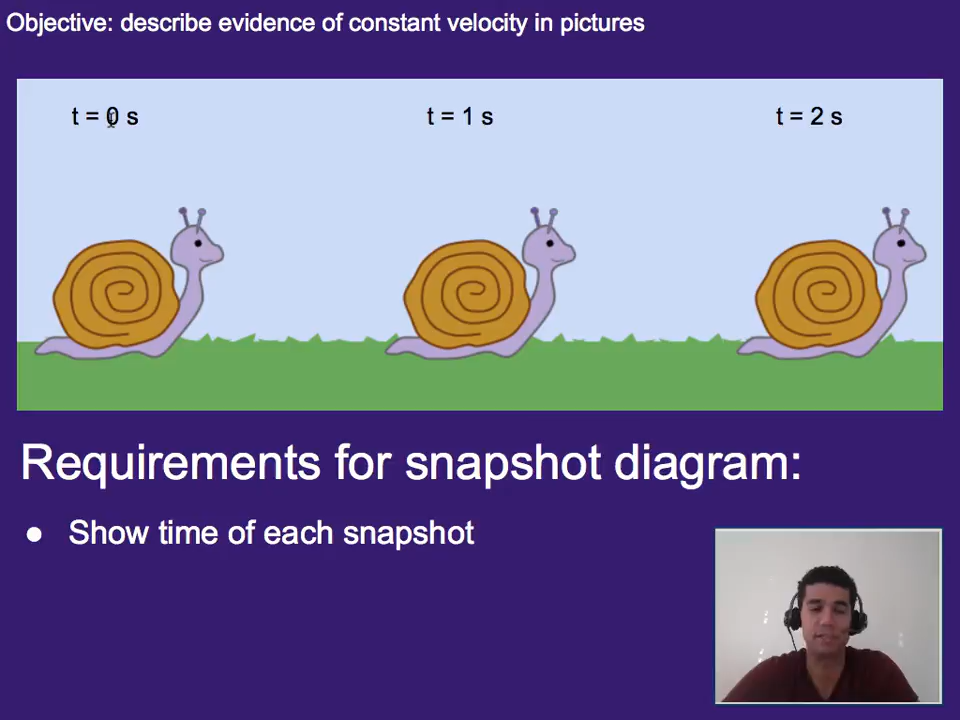 Objective: describe evidence of constant velocity in pictures
t = 0 s t = 1 s t = 2 s
Requirements for snapshot diagram:
● Show time of each snapshot